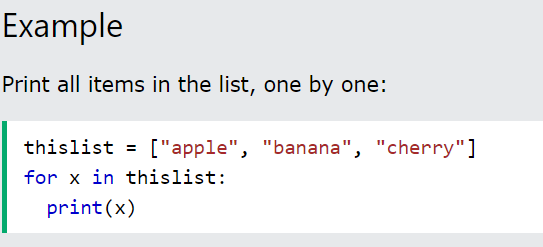 Example
Print all items in the list, one by one:
thislist = ["apple", "banana", "cherry"]
for x in thislist:
  print(x)